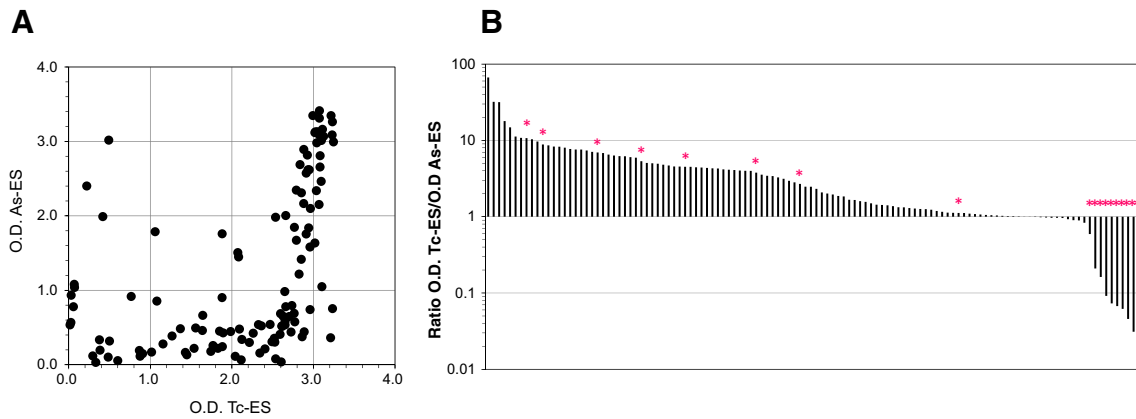 A
B
4.0
3.0
2.0
1.0
0.0
O.D. As-ES
0.0 1.0 2.0 3.0 4.0
O.D. Tc-ES
100
10
1
0.1
0.01
Ratio O.D. Tc-ES/O.D As-ES
* * * * * * * * *********